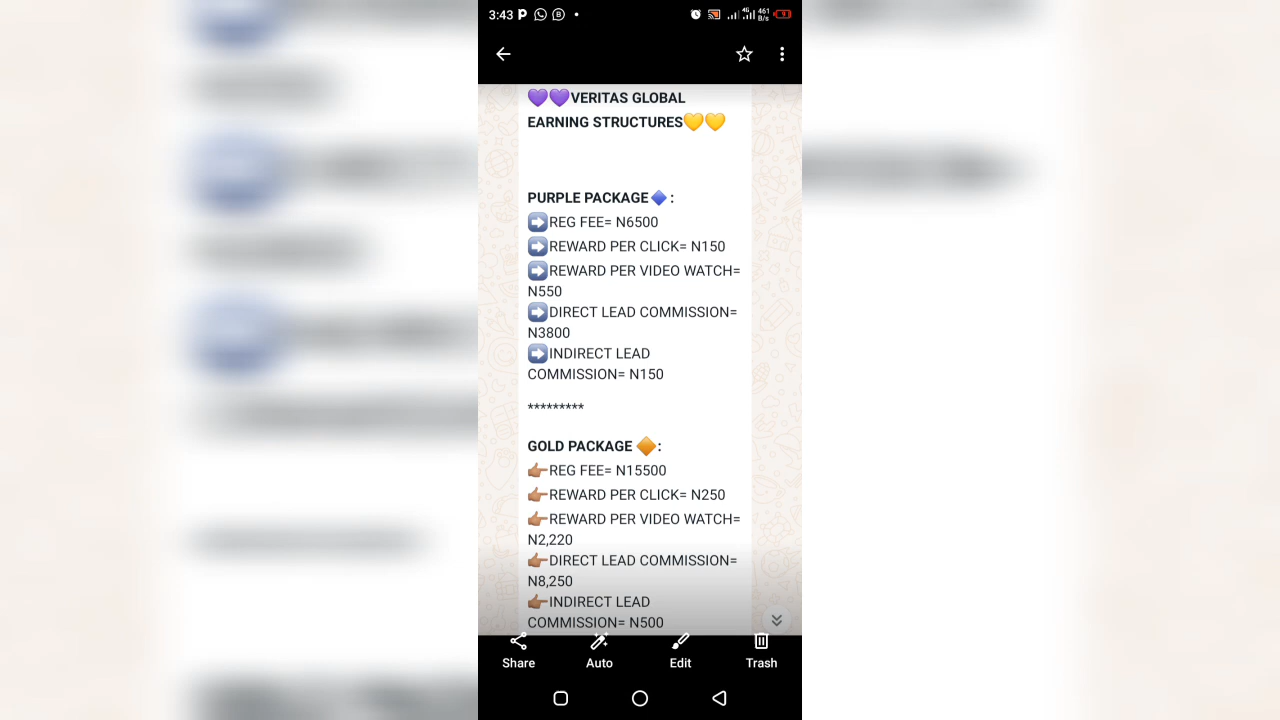 3:43
461
B/s
9
💜💜VERITAS GLOBAL
EARNING STRUCTURES💛💛
PURPLE PACKAGE🔷:
➡️REG FEE= N6500
➡️REWARD PER CLICK= N150
➡️REWARD PER VIDEO WATCH=
N550
➡️DIRECT LEAD COMMISSION=
N3800
➡️INDIRECT LEAD
COMMISSION= N150
*********
GOLD PACKAGE 🔶:
👉🏽REG FEE= N15500
👉🏽REWARD PER CLICK= N250
👉🏽REWARD PER VIDEO WATCH=
N2,220
👉🏽DIRECT LEAD COMMISSION=
N8,250
👉🏽INDIRECT LEAD
COMMISSION= N500
Share Auto Edit Trash